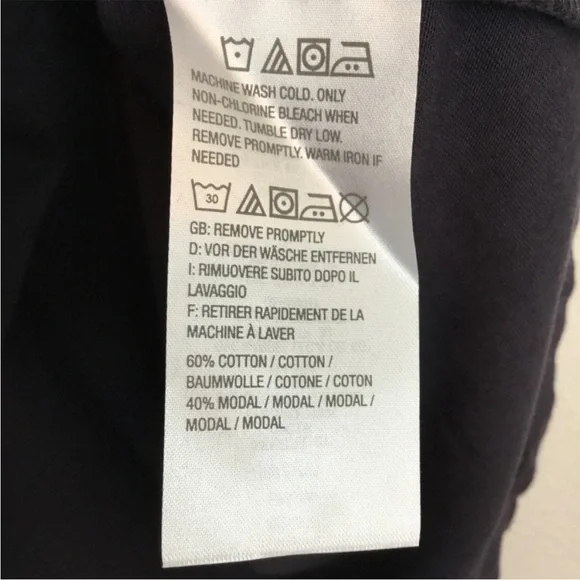 MACHINE WASH COLD. ONLY
NON-CHLORINE BLEACH WHEN
NEEDED. TUMBLE DRY LOW.
REMOVE PROMPTLY. WARM IRON IF
NEEDED
30
GB: REMOVE PROMPTLY
D: VOR DER WÄSCHE ENTFERNEN
I: RIMUOVERE SUBITO DOPO IL
LAVAGGIO
F: RETIRER RAPIDEMENT DE LA
MACHINE À LAVER
60% COTTON / COTTON /
BAUMWOLLE / COTONE / COTON
40% MODAL / MODAL / MODAL /
MODAL / MODAL